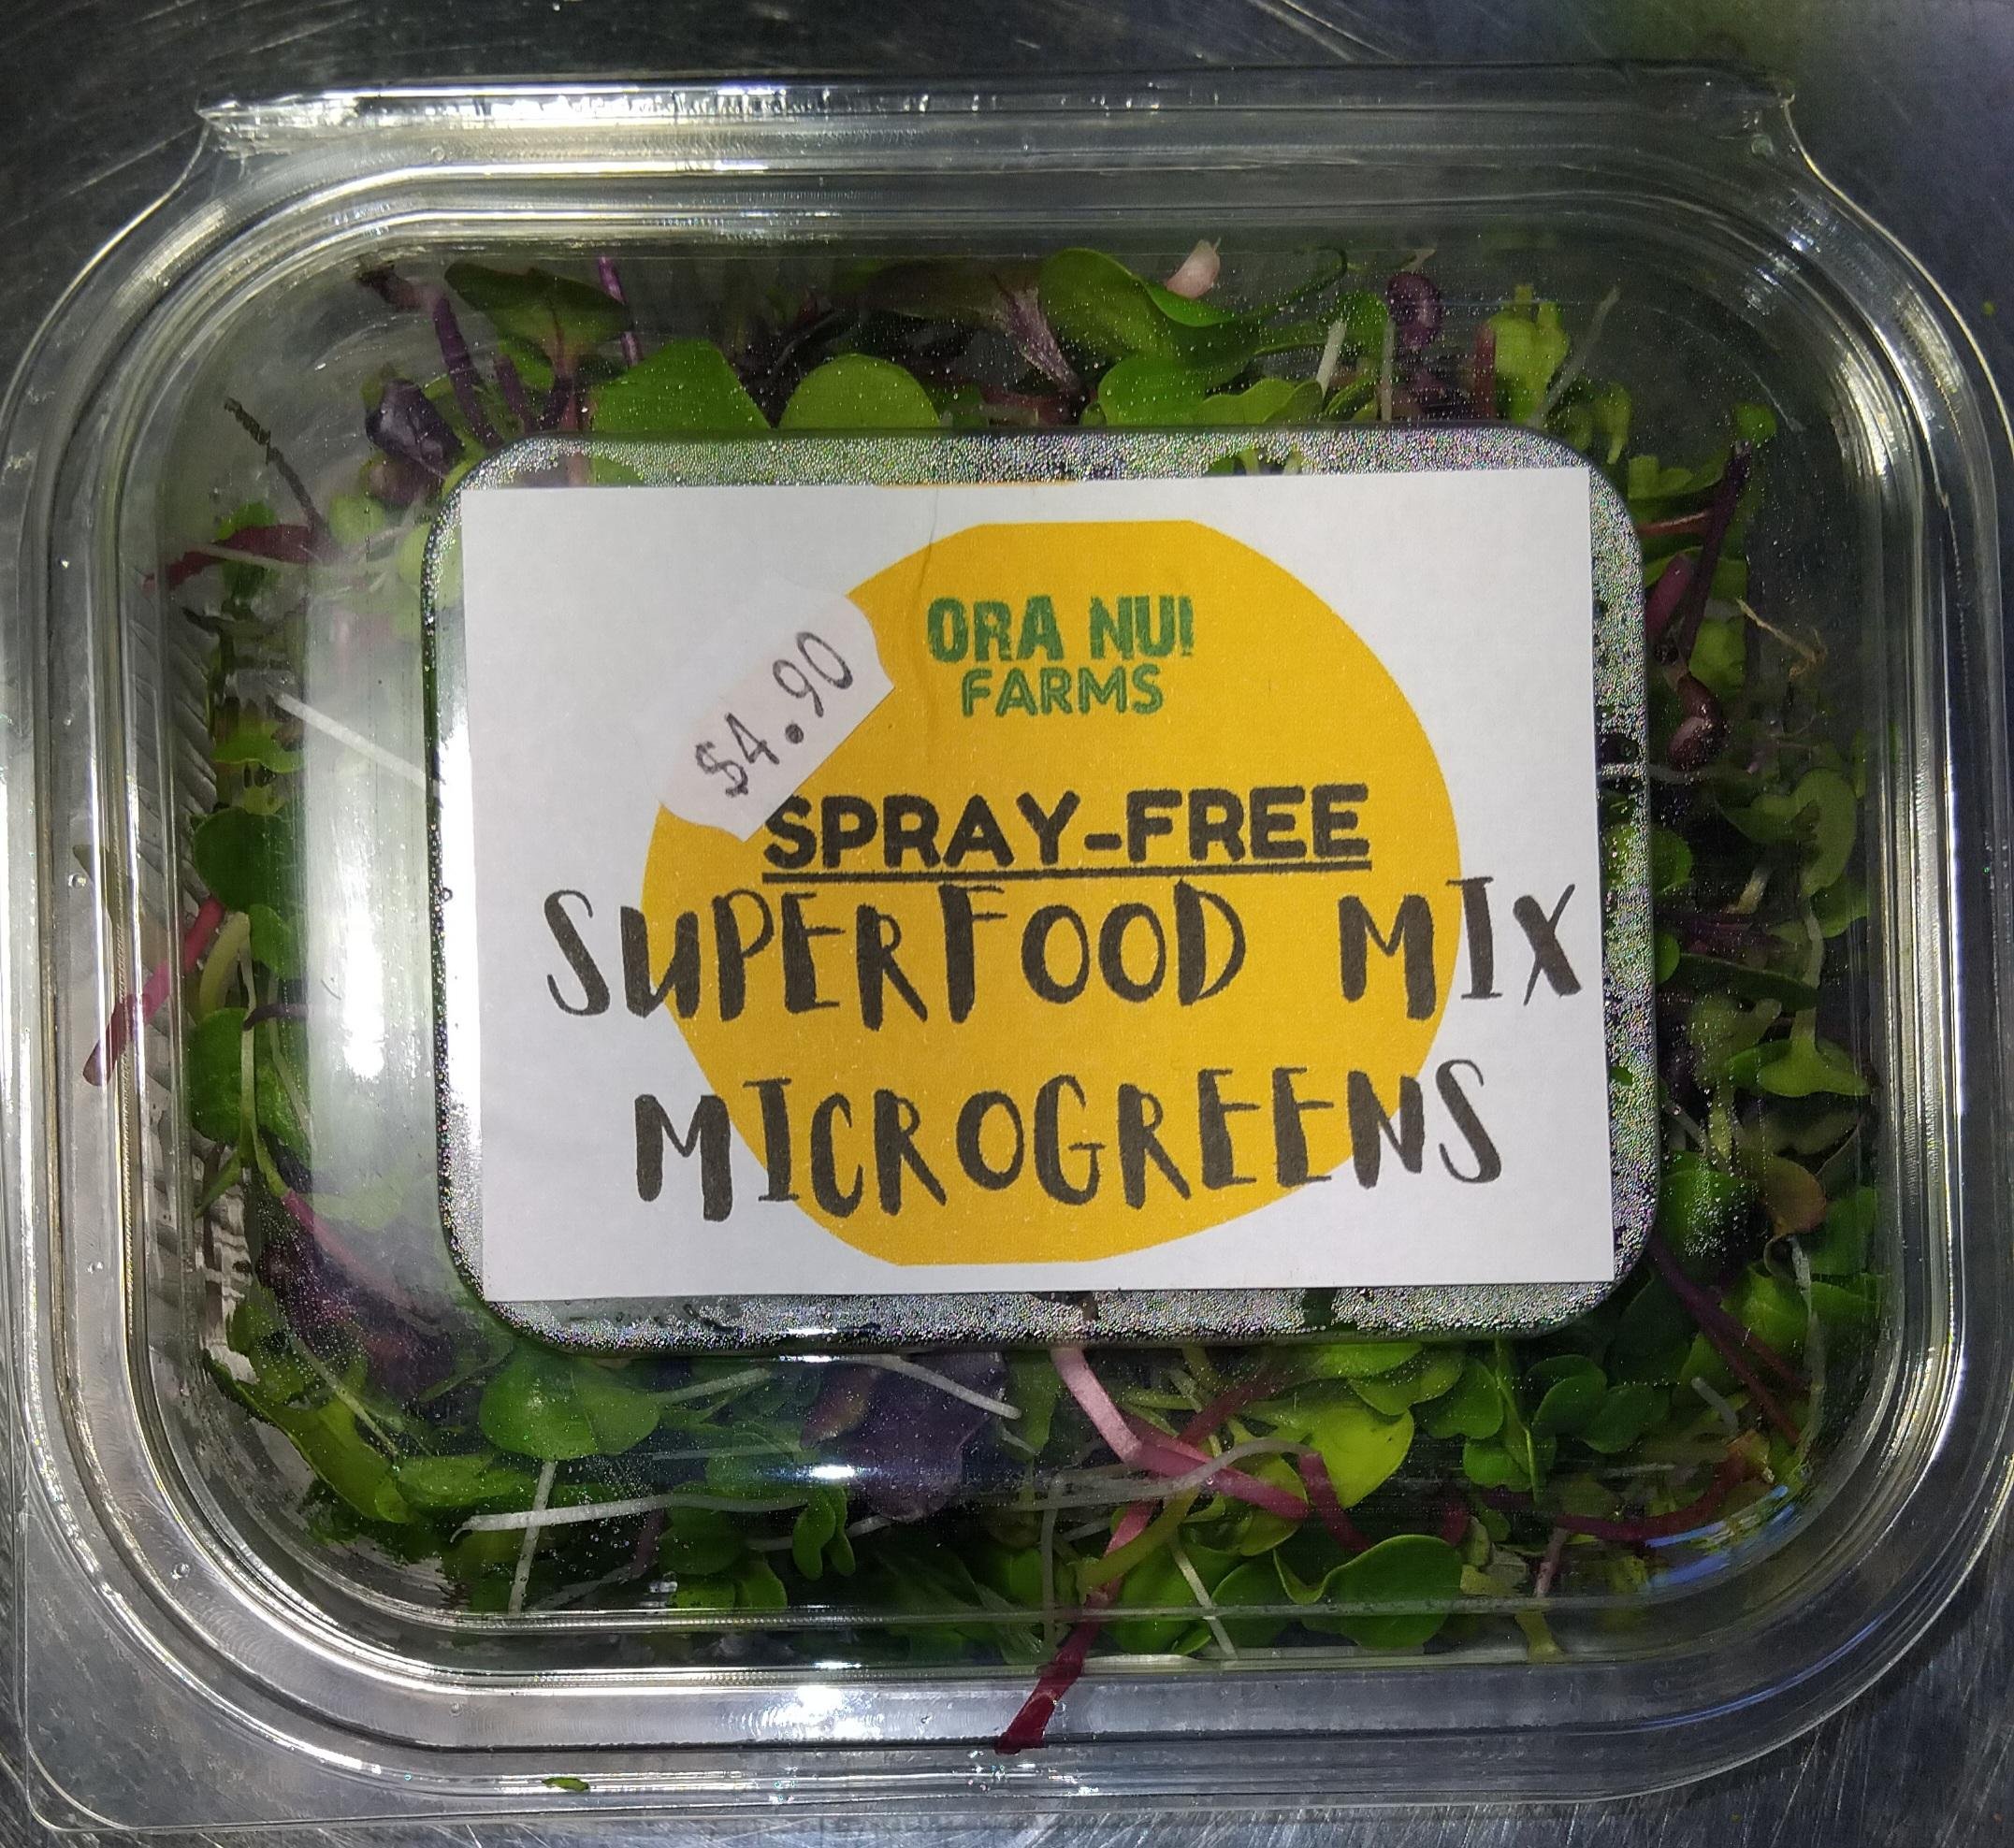 ORA NUI
FARMS
$4.90
SPRAY-FREE
SUPERFOOD MIX
MICROGREENS